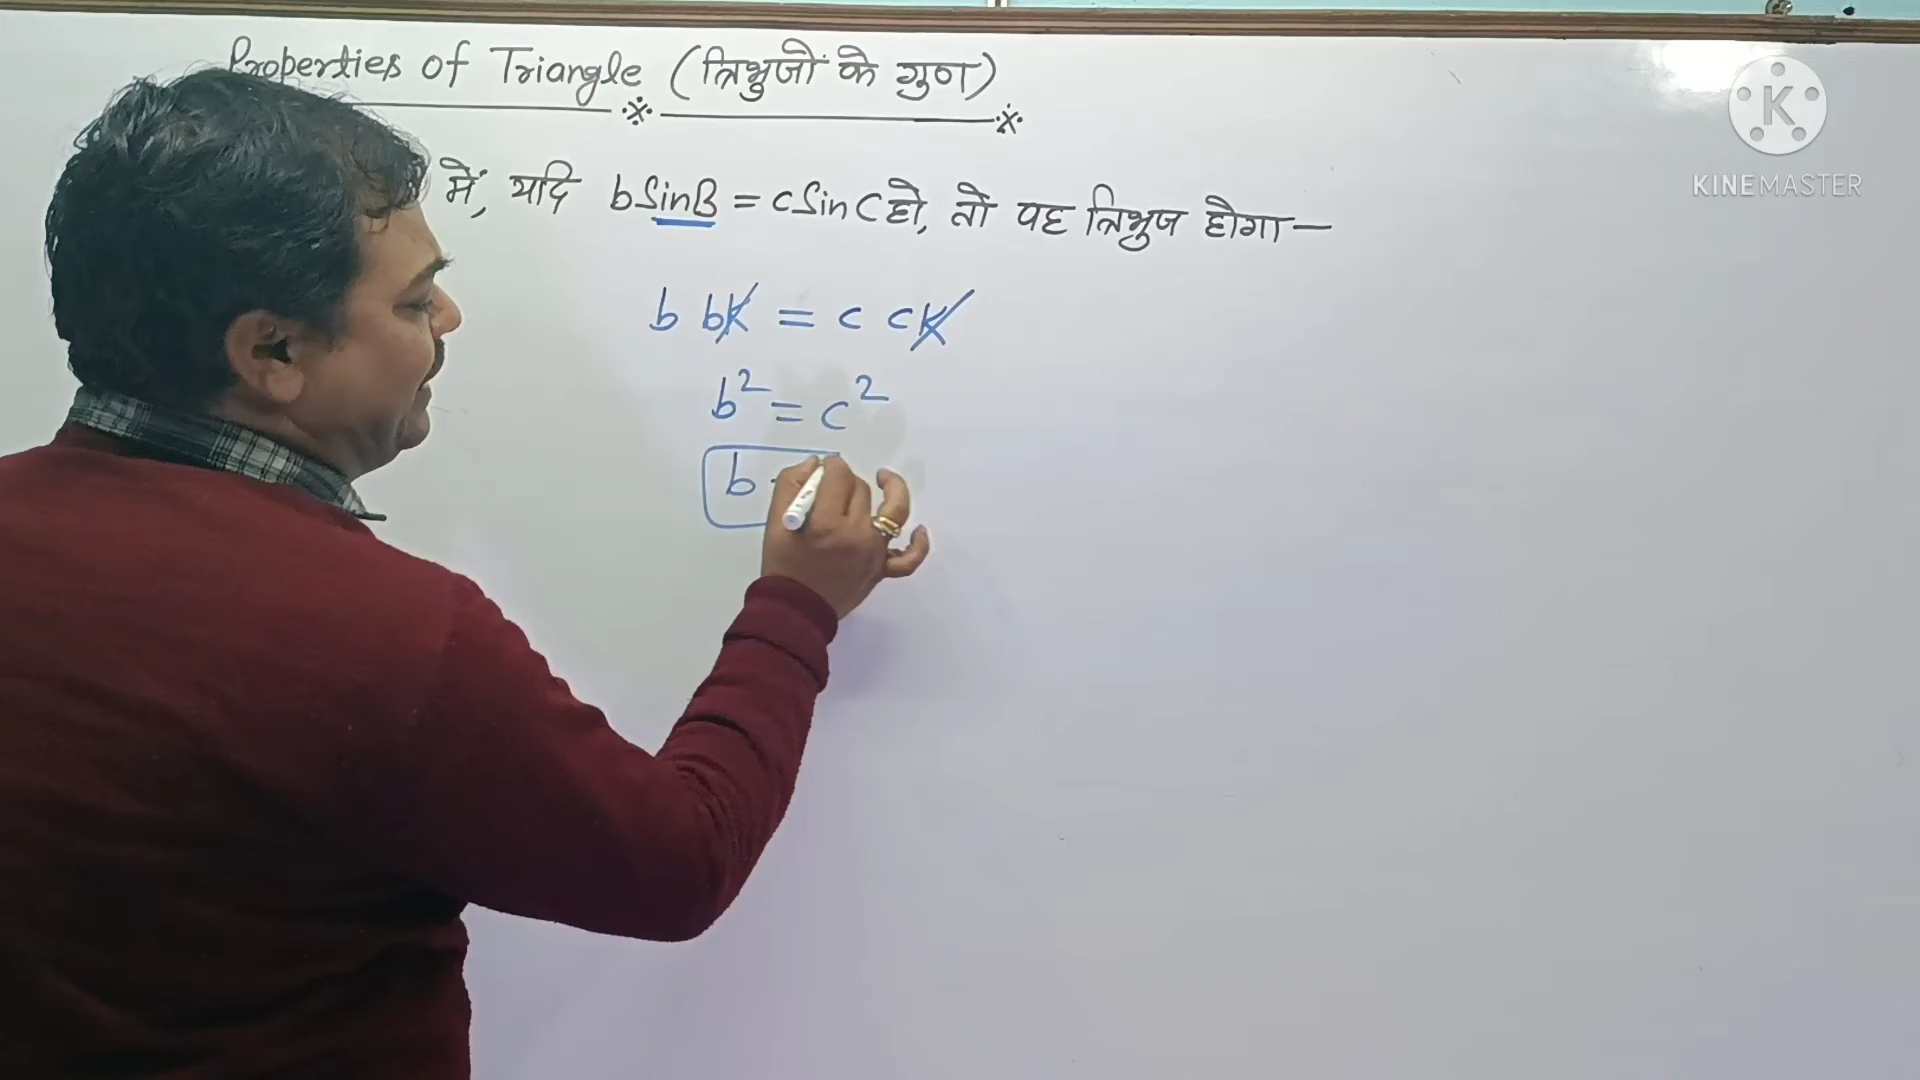 Properties of Triangle (त्रिभुजों के गुण)
में, यदि b SinB = c Sin C हो, तो यह त्रिभुज होगा —
b bK = c cK
b² = c²
b
KINEMASTER